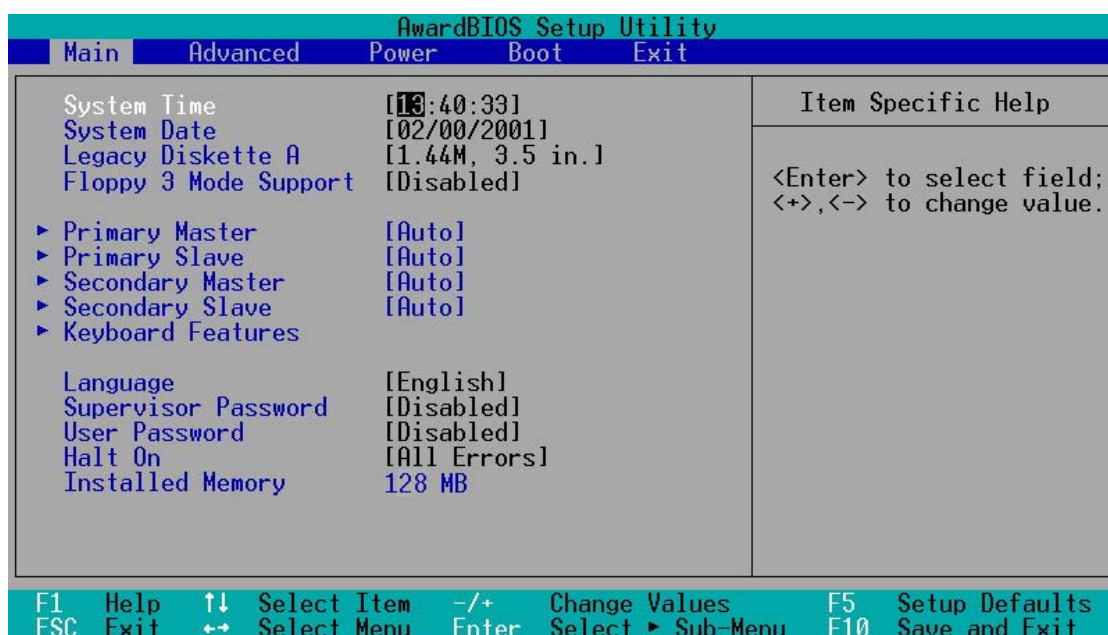 AwardBIOS Setup Utility
Main Advanced Power Boot Exit
System Time [13:40:33]
System Date [02/00/2001]
Legacy Diskette A [1.44M, 3.5 in.]
Floppy 3 Mode Support [Disabled]
► Primary Master [Auto]
► Primary Slave [Auto]
► Secondary Master [Auto]
► Secondary Slave [Auto]
► Keyboard Features
Language [English]
Supervisor Password [Disabled]
User Password [Disabled]
Halt On [All Errors]
Installed Memory 128 MB
Item Specific Help
<Enter> to select field;
<+>,<-> to change value.
F1 Help ↑↓ Select Item -/+ Change Values F5 Setup Defaults
ESC Exit ←→ Select Menu Enter Select ► Sub-Menu F10 Save and Exit